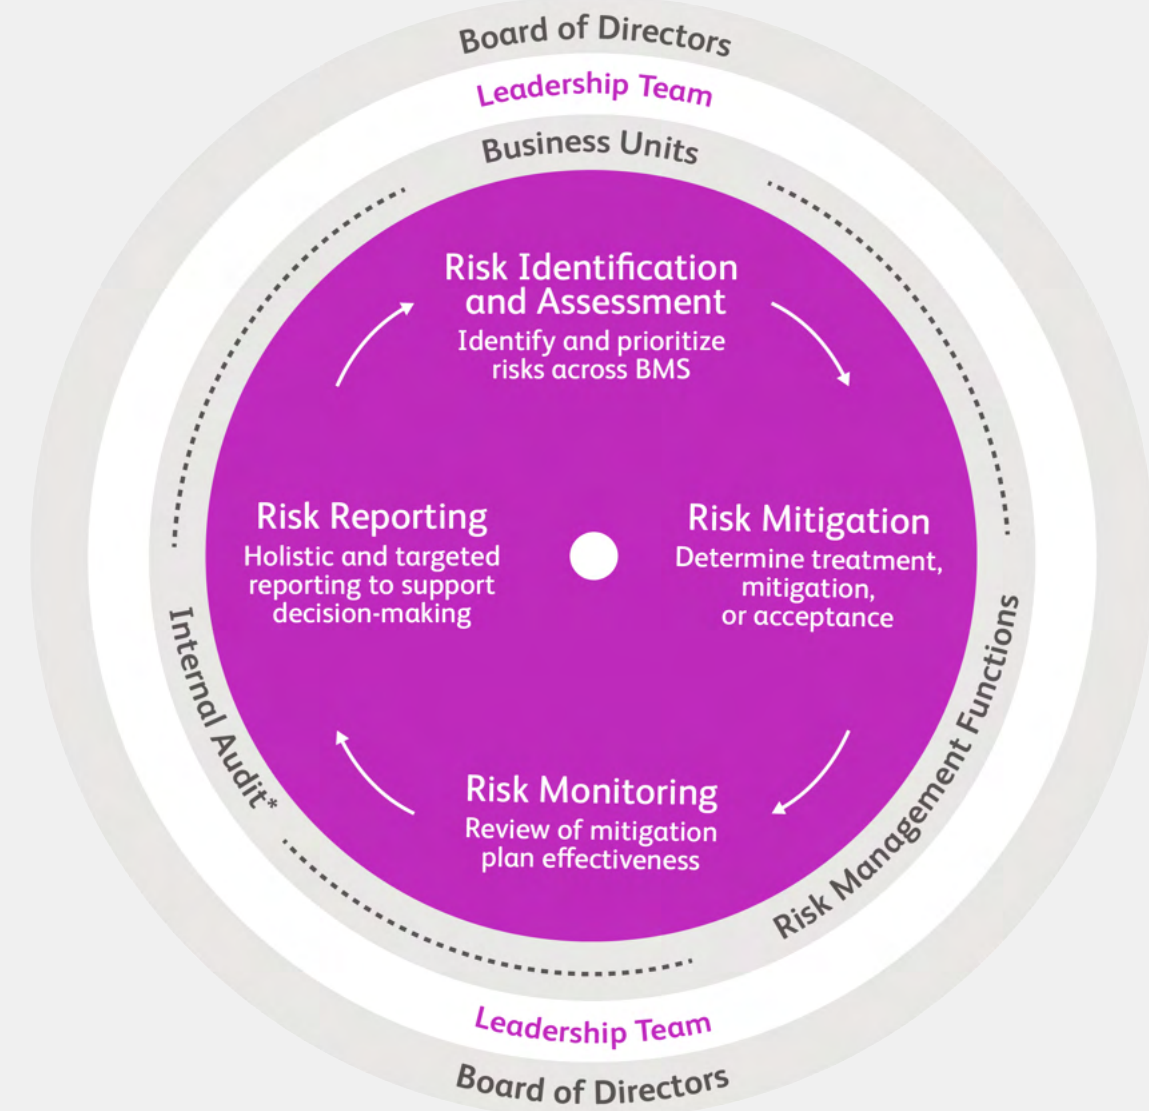 Board of Directors
Leadership Team
Business Units
Risk Identification
and Assessment
Identify and prioritize
risks across BMS
Risk Reporting
Holistic and targeted
reporting to support
decision-making
Risk Mitigation
Determine treatment,
mitigation,
or acceptance
Internal Audit*
Risk Management Functions
Risk Monitoring
Review of mitigation
plan effectiveness
Leadership Team
Board of Directors